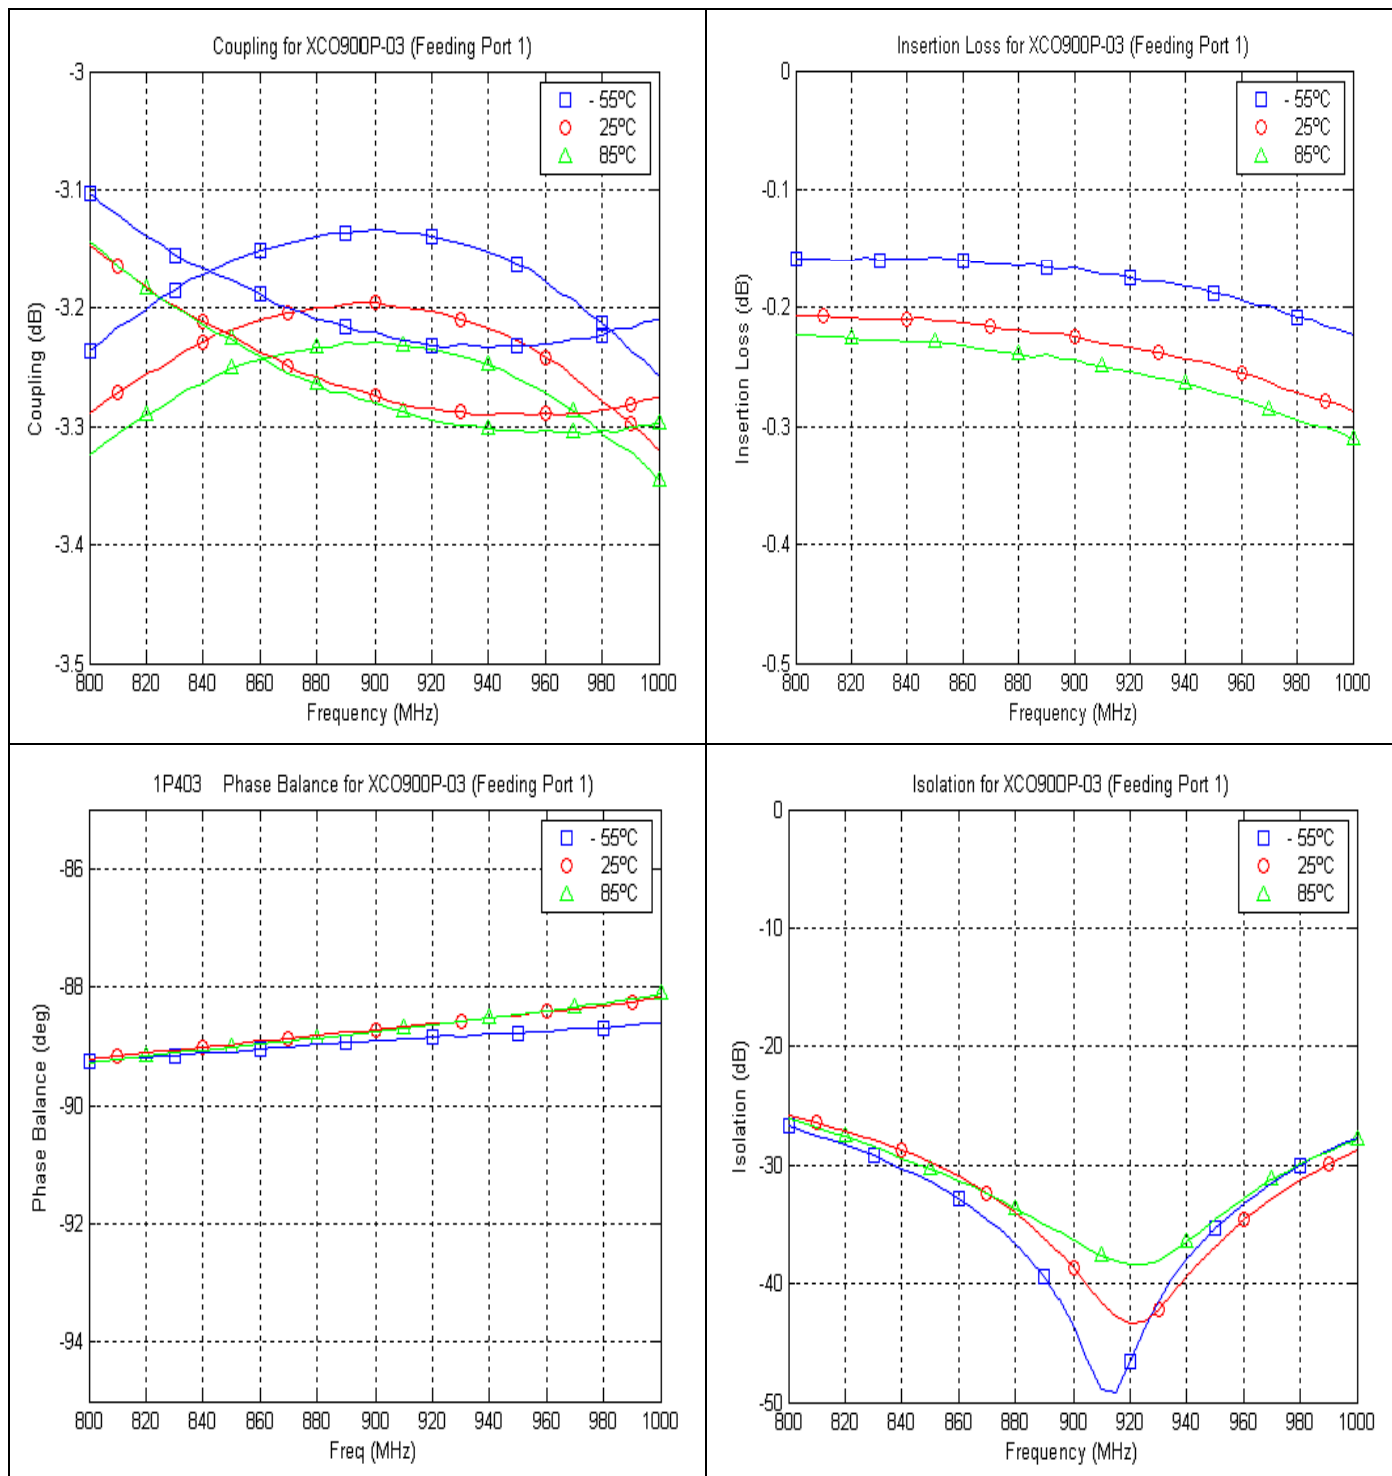 Coupling for XCO900P-03 (Feeding Port 1)
-3
-3.1
-3.2
-3.3
-3.4
-3.5
Coupling (dB)
- 55ºC
25ºC
85ºC
800 820 840 860 880 900 920 940 960 980 1000
Frequency (MHz)
Insertion Loss for XCO900P-03 (Feeding Port 1)
0
-0.1
-0.2
-0.3
-0.4
-0.5
Insertion Loss (dB)
- 55ºC
25ºC
85ºC
800 820 840 860 880 900 920 940 960 980 1000
Frequency (MHz)
1P403 Phase Balance for XCO900P-03 (Feeding Port 1)
-86
-88
-90
-92
-94
Phase Balance (deg)
- 55ºC
25ºC
85ºC
800 820 840 860 880 900 920 940 960 980 1000
Freq (MHz)
Isolation for XCO900P-03 (Feeding Port 1)
0
-10
-20
-30
-40
-50
Isolation (dB)
- 55ºC
25ºC
85ºC
800 820 840 860 880 900 920 940 960 980 1000
Frequency (MHz)